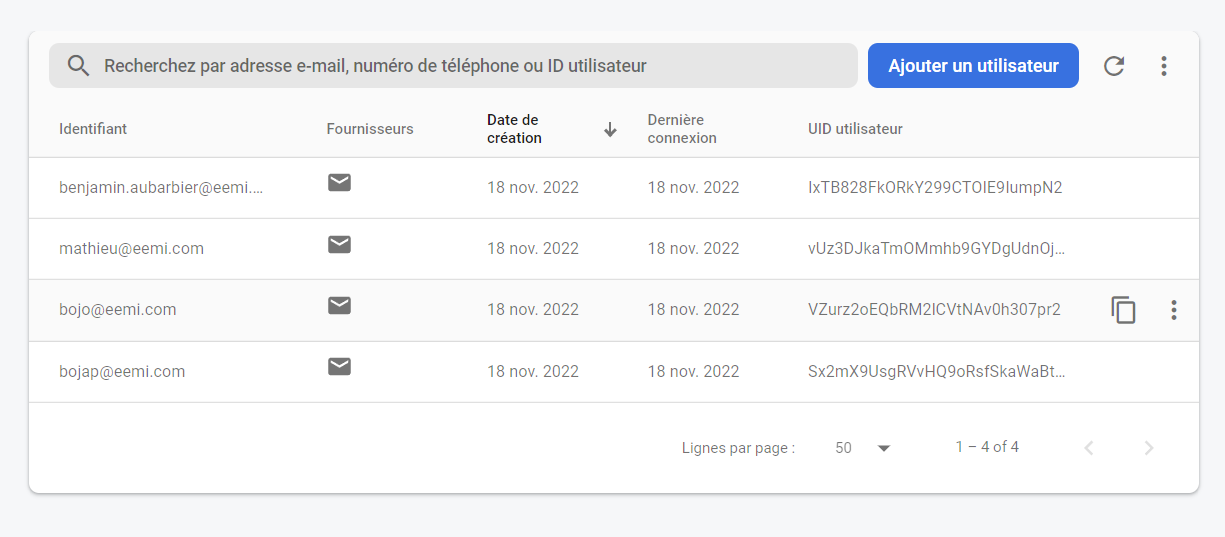 Recherchez par adresse e-mail, numéro de téléphone ou ID utilisateur
Ajouter un utilisateur
Identifiant Fournisseurs Date de création Dernière connexion UID utilisateur
benjamin.aubarbier@eemi.... 18 nov. 2022 18 nov. 2022 IxTB828FkORkY299CTOIE9IumpN2
mathieu@eemi.com 18 nov. 2022 18 nov. 2022 vUz3DJkaTmOMmhb9GYDgUdnOj...
bojo@eemi.com 18 nov. 2022 18 nov. 2022 VZurz2oEQbRM2ICVtNAv0h307pr2
bojap@eemi.com 18 nov. 2022 18 nov. 2022 Sx2mX9UsgRVvHQ9oRsfSkaWaBt...
Lignes par page : 50 1 – 4 of 4